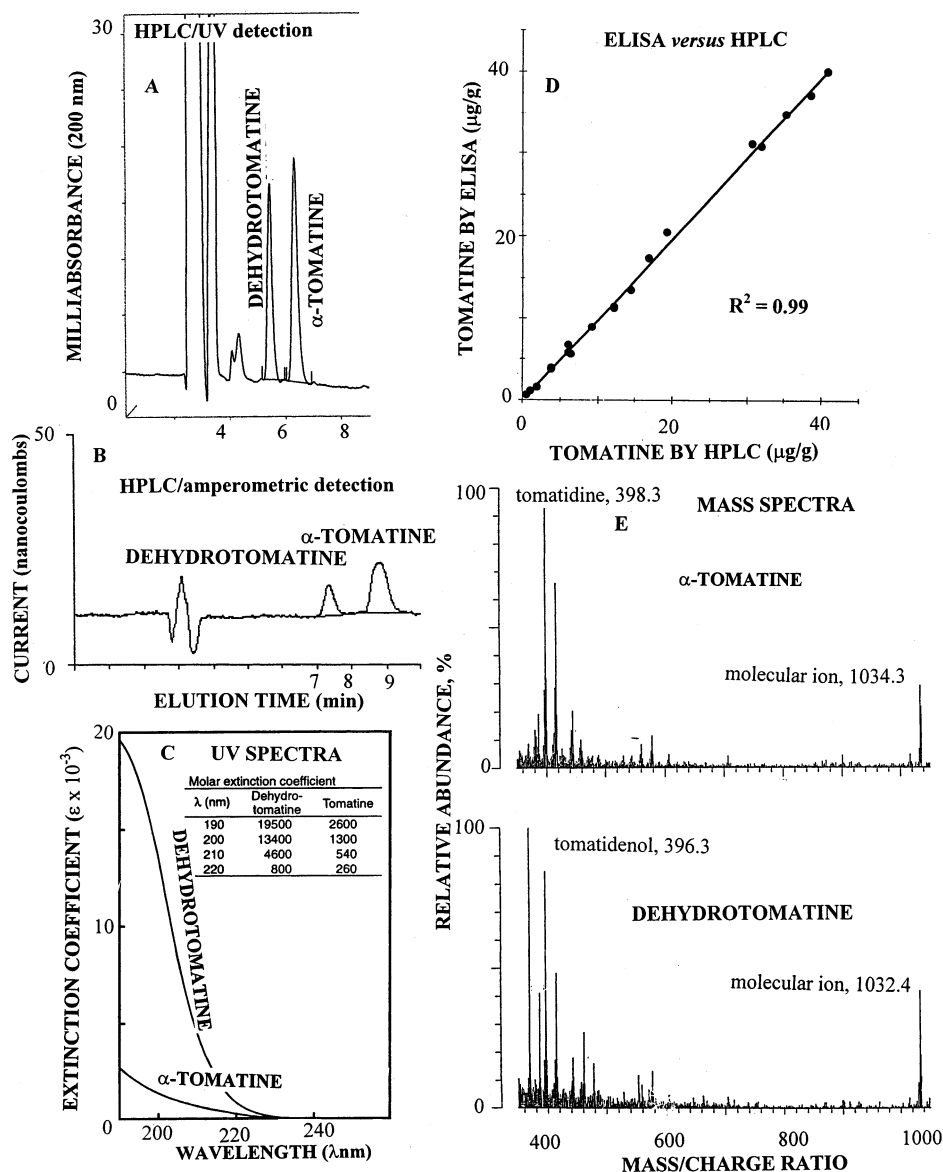 HPLC/UV detection
A
30
0
MILLIABSORBANCE (200 nm)
DEHYDROTOMATINE
α-TOMATINE
4 6 8
B
50
0
HPLC/amperometric detection
CURRENT (nanocoulombs)
DEHYDROTOMATINE
α-TOMATINE
7 8 9
ELUTION TIME (min)
C UV SPECTRA
20
10
0
EXTINCTION COEFFICIENT (ε x 10⁻³)
Molar extinction coefficient
λ (nm) Dehydro-tomatine Tomatine
190 19500 2600
200 13400 1300
210 4600 540
220 800 260
DEHYDROTOMATINE
α-TOMATINE
200 220 240
WAVELENGTH (λnm)
ELISA versus HPLC
D
40
20
0
TOMATINE BY ELISA (μg/g)
R² = 0.99
0 20 40
TOMATINE BY HPLC (μg/g)
100
0
tomatidine, 398.3
E
MASS SPECTRA
α-TOMATINE
molecular ion, 1034.3
RELATIVE ABUNDANCE, %
100
0
tomatidenol, 396.3
DEHYDROTOMATINE
molecular ion, 1032.4
400 600 800 1000
MASS/CHARGE RATIO